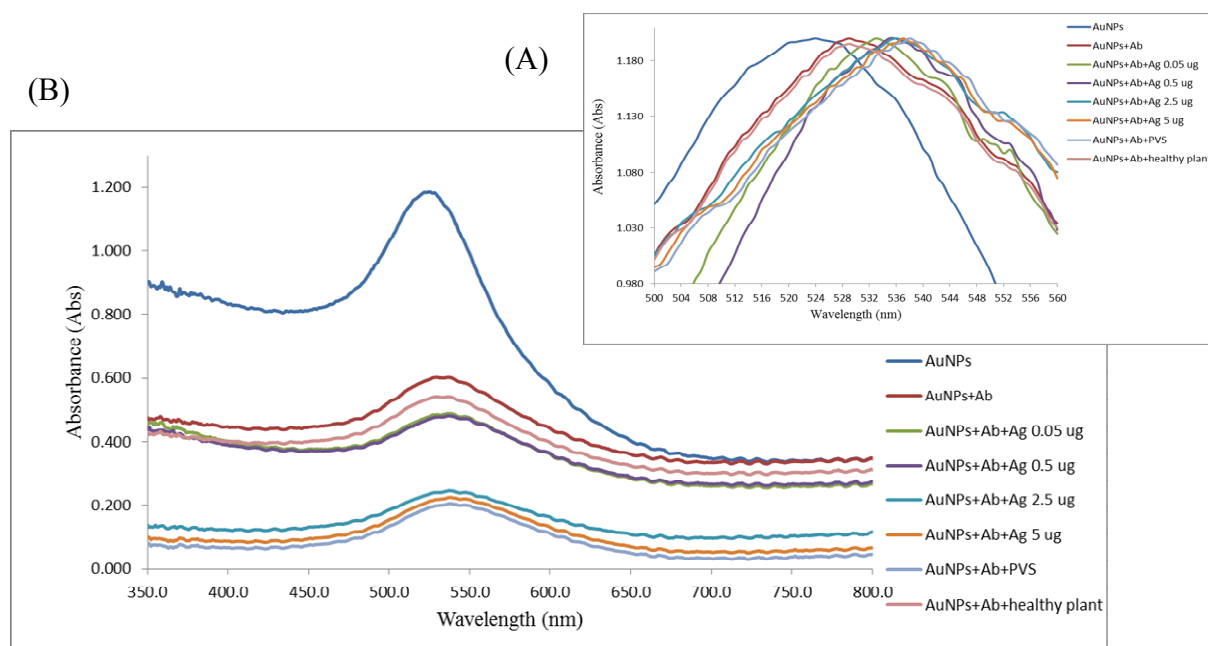 (A)
AuNPs
AuNPs+Ab
AuNPs+Ab+Ag 0.05 ug
AuNPs+Ab+Ag 0.5 ug
AuNPs+Ab+Ag 2.5 ug
AuNPs+Ab+Ag 5 ug
AuNPs+Ab+PVS
AuNPs+Ab+healthy plant
Absorbance (Abs)
1.180
1.130
1.080
1.030
0.980
500 504 508 512 516 520 524 528 532 536 540 544 548 552 556 560
Wavelength (nm)
(B)
Absorbance (Abs)
1.200
1.000
0.800
0.600
0.400
0.200
0.000
350.0 400.0 450.0 500.0 550.0 600.0 650.0 700.0 750.0 800.0
Wavelength (nm)
AuNPs
AuNPs+Ab
AuNPs+Ab+Ag 0.05 ug
AuNPs+Ab+Ag 0.5 ug
AuNPs+Ab+Ag 2.5 ug
AuNPs+Ab+Ag 5 ug
AuNPs+Ab+PVS
AuNPs+Ab+healthy plant